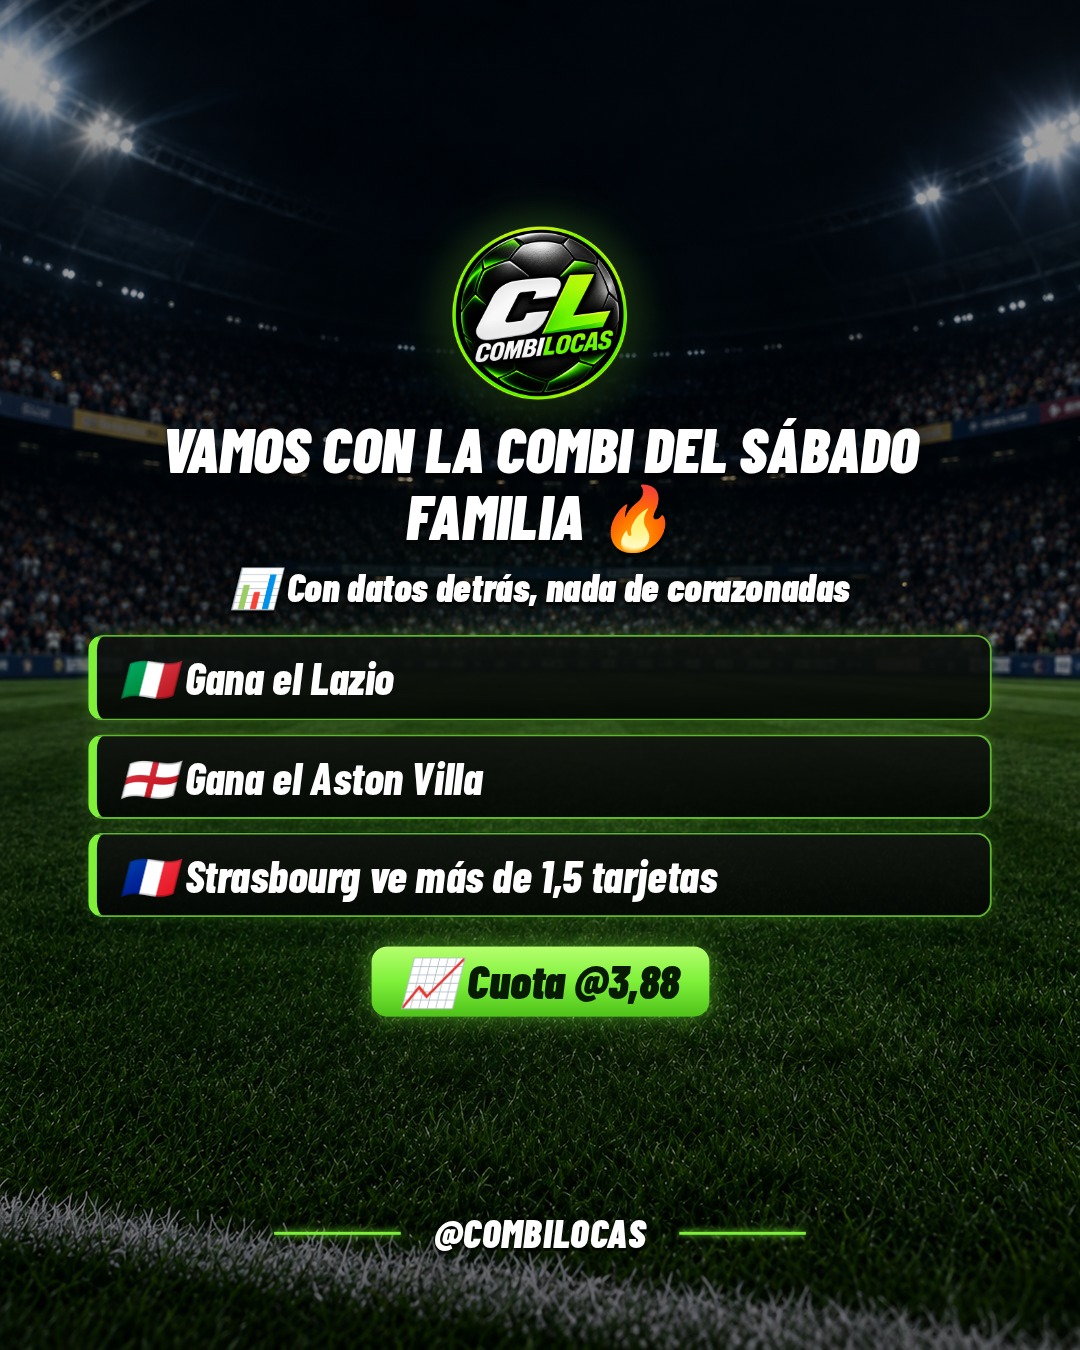 CL
COMBILOCAS
VAMOS CON LA COMBI DEL SÁBADO
FAMILIA 🔥
📊 Con datos detrás, nada de corazonadas
🇮🇹 Gana el Lazio
🏴󠁧󠁢󠁥󠁮󠁧󠁿 Gana el Aston Villa
🇫🇷 Strasbourg ve más de 1,5 tarjetas
📈 Cuota @3,88
@COMBILOCAS